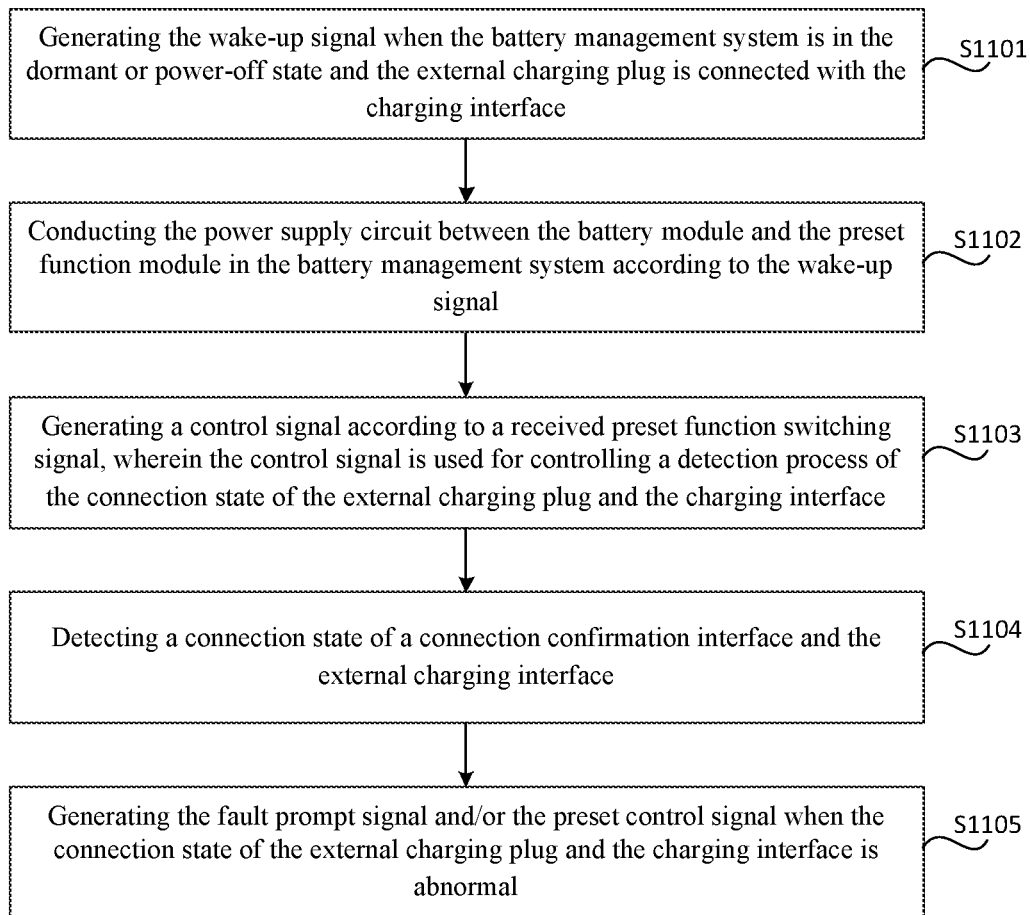 Generating the wake-up signal when the battery management system is in the
dormant or power-off state and the external charging plug is connected with the
charging interface
S1101
Conducting the power supply circuit between the battery module and the preset
function module in the battery management system according to the wake-up
signal
S1102
Generating a control signal according to a received preset function switching
signal, wherein the control signal is used for controlling a detection process of
the connection state of the external charging plug and the charging interface
S1103
Detecting a connection state of a connection confirmation interface and the
external charging interface
S1104
Generating the fault prompt signal and/or the preset control signal when the
connection state of the external charging plug and the charging interface is
abnormal
S1105